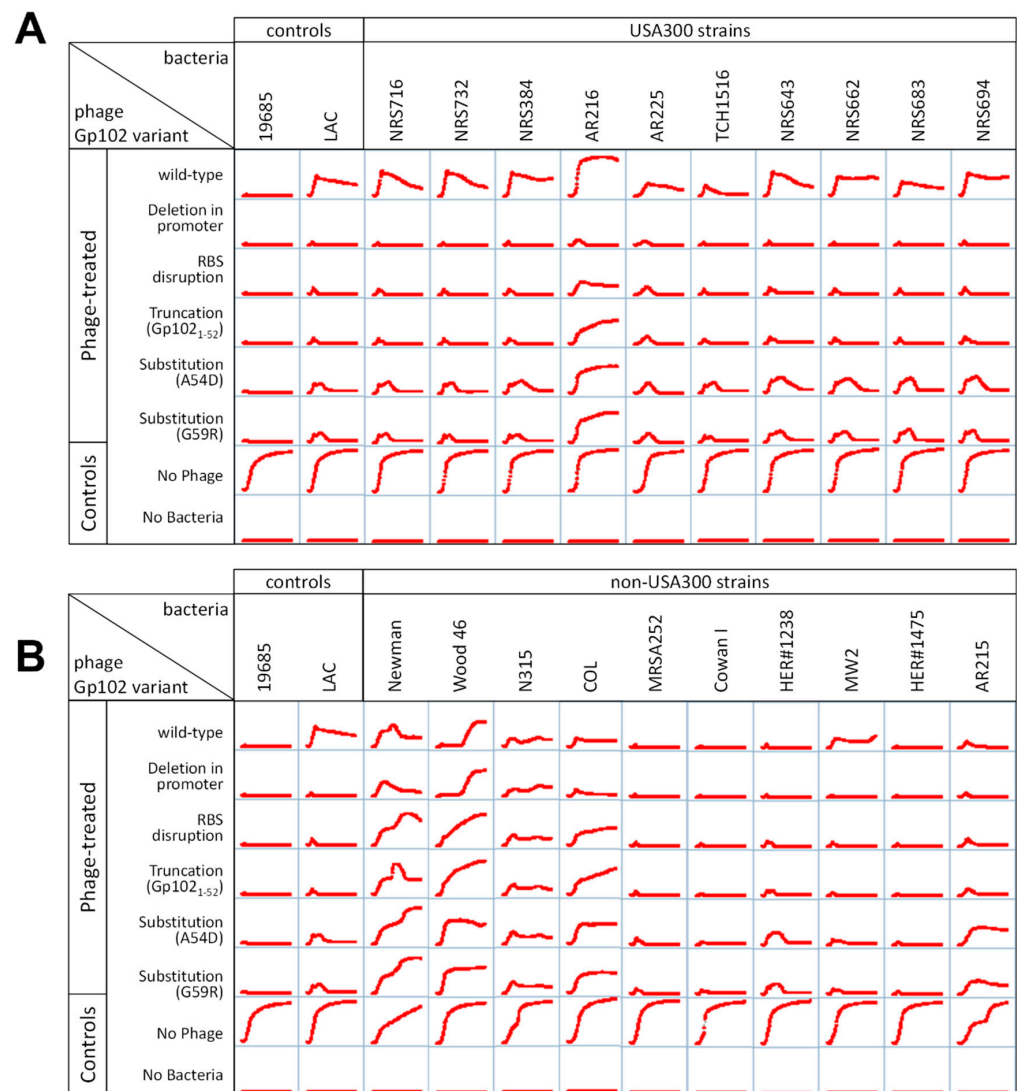 A
controls
USA300 strains
bacteria
phage
Gp102 variant
19685
LAC
NRS716
NRS732
NRS384
AR216
AR225
TCH1516
NRS643
NRS662
NRS683
NRS694
Phage-treated
wild-type
Deletion in
promoter
RBS
disruption
Truncation
(Gp102₁₋₅₂)
Substitution
(A54D)
Substitution
(G59R)
Controls
No Phage
No Bacteria
B
controls
non-USA300 strains
bacteria
phage
Gp102 variant
19685
LAC
Newman
Wood 46
N315
COL
MRSA252
Cowan I
HER#1238
MW2
HER#1475
AR215
Phage-treated
wild-type
Deletion in
promoter
RBS
disruption
Truncation
(Gp102₁₋₅₂)
Substitution
(A54D)
Substitution
(G59R)
Controls
No Phage
No Bacteria